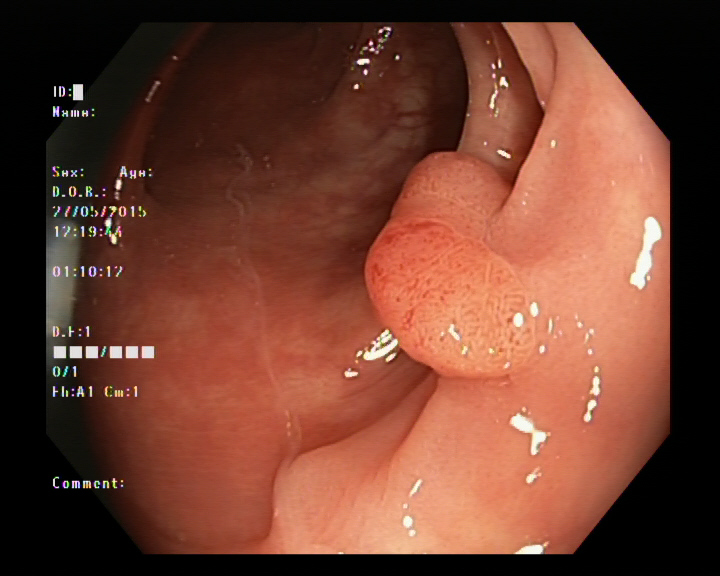 ID:
Name:
Sex: Age:
D.O.B.:
27/05/2015
12:19:44
01:10:12
D.F:1
■■■/■■■
0/1
Eh:A1 Cm:1
Comment: